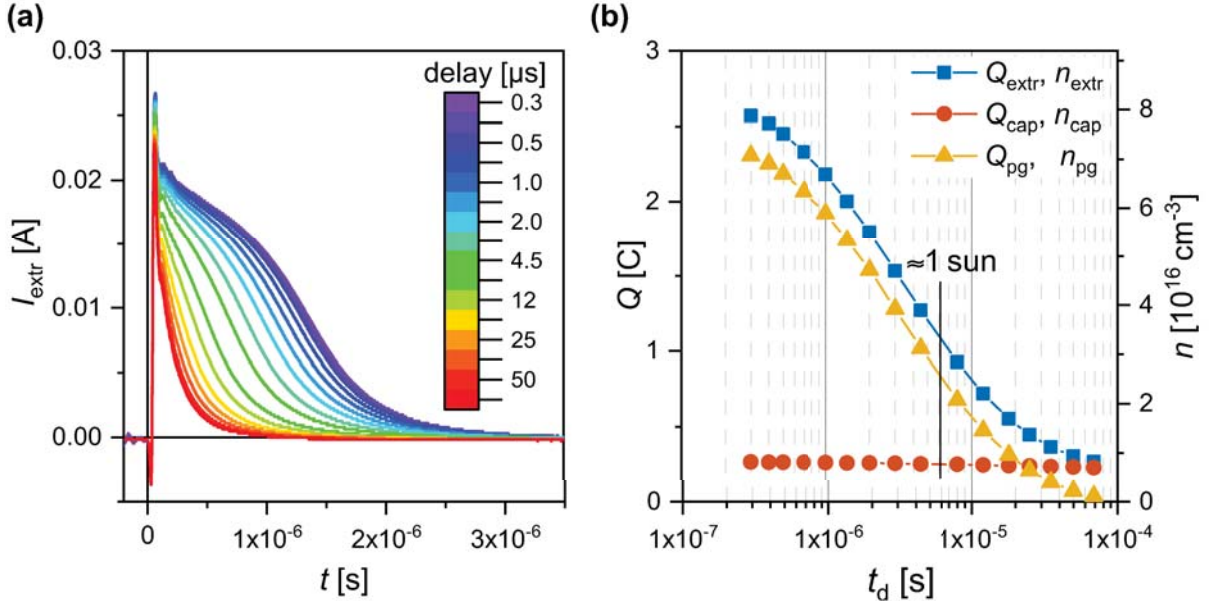 (a)
0.03
0.02
0.01
0.00
I_extr [A]
delay [µs]
0.3
0.5
1.0
2.0
4.5
12
25
50
0
1x10^-6
2x10^-6
3x10^-6
t [s]
(b)
3
2
1
0
Q [C]
Q_extr, n_extr
Q_cap, n_cap
Q_pg, n_pg
≈1 sun
8
6
4
2
0
n [10^16 cm^-3]
1x10^-7
1x10^-6
1x10^-5
1x10^-4
t_d [s]